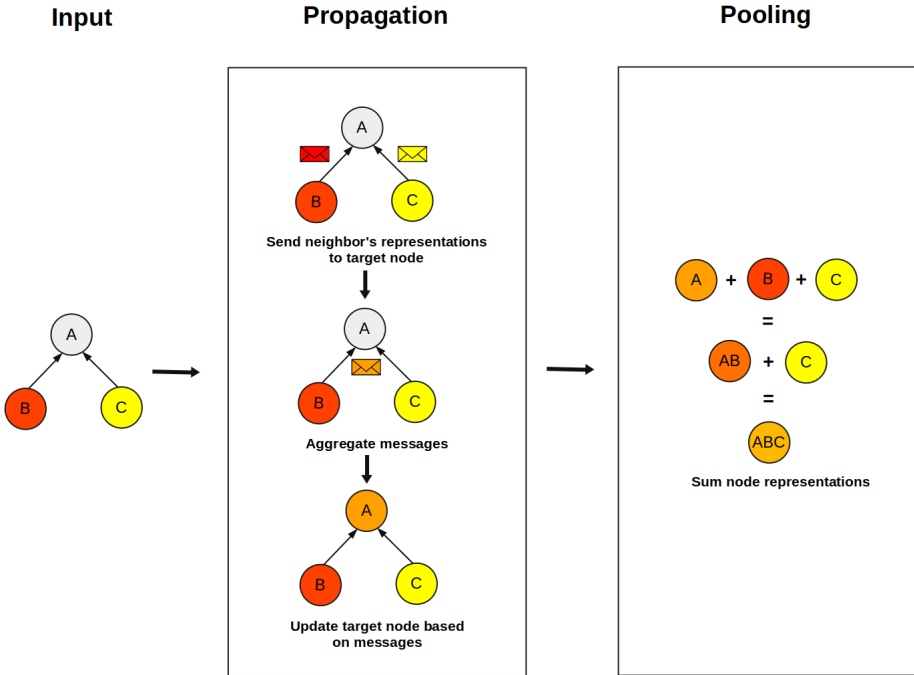 Input
Propagation
Pooling
A
B
C
A
B
C
Send neighbor's representations
to target node
A
B
C
Aggregate messages
A
B
C
Update target node based
on messages
A + B + C
=
AB + C
=
ABC
Sum node representations